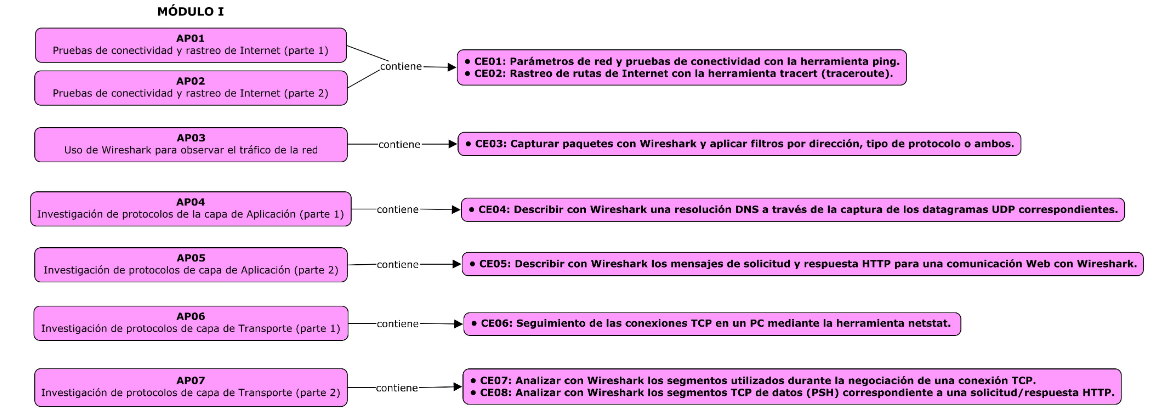 MÓDULO I
AP01
Pruebas de conectividad y rastreo de Internet (parte 1)
AP02
Pruebas de conectividad y rastreo de Internet (parte 2)
contiene
• CE01: Parámetros de red y pruebas de conectividad con la herramienta ping.
• CE02: Rastreo de rutas de Internet con la herramienta tracert (traceroute).
AP03
Uso de Wireshark para observar el tráfico de la red
contiene
• CE03: Capturar paquetes con Wireshark y aplicar filtros por dirección, tipo de protocolo o ambos.
AP04
Investigación de protocolos de la capa de Aplicación (parte 1)
contiene
• CE04: Describir con Wireshark una resolución DNS a través de la captura de los datagramas UDP correspondientes.
AP05
Investigación de protocolos de capa de Aplicación (parte 2)
contiene
• CE05: Describir con Wireshark los mensajes de solicitud y respuesta HTTP para una comunicación Web con Wireshark.
AP06
Investigación de protocolos de capa de Transporte (parte 1)
contiene
• CE06: Seguimiento de las conexiones TCP en un PC mediante la herramienta netstat.
AP07
Investigación de protocolos de capa de Transporte (parte 2)
contiene
• CE07: Analizar con Wireshark los segmentos utilizados durante la negociación de una conexión TCP.
• CE08: Analizar con Wireshark los segmentos TCP de datos (PSH) correspondiente a una solicitud/respuesta HTTP.